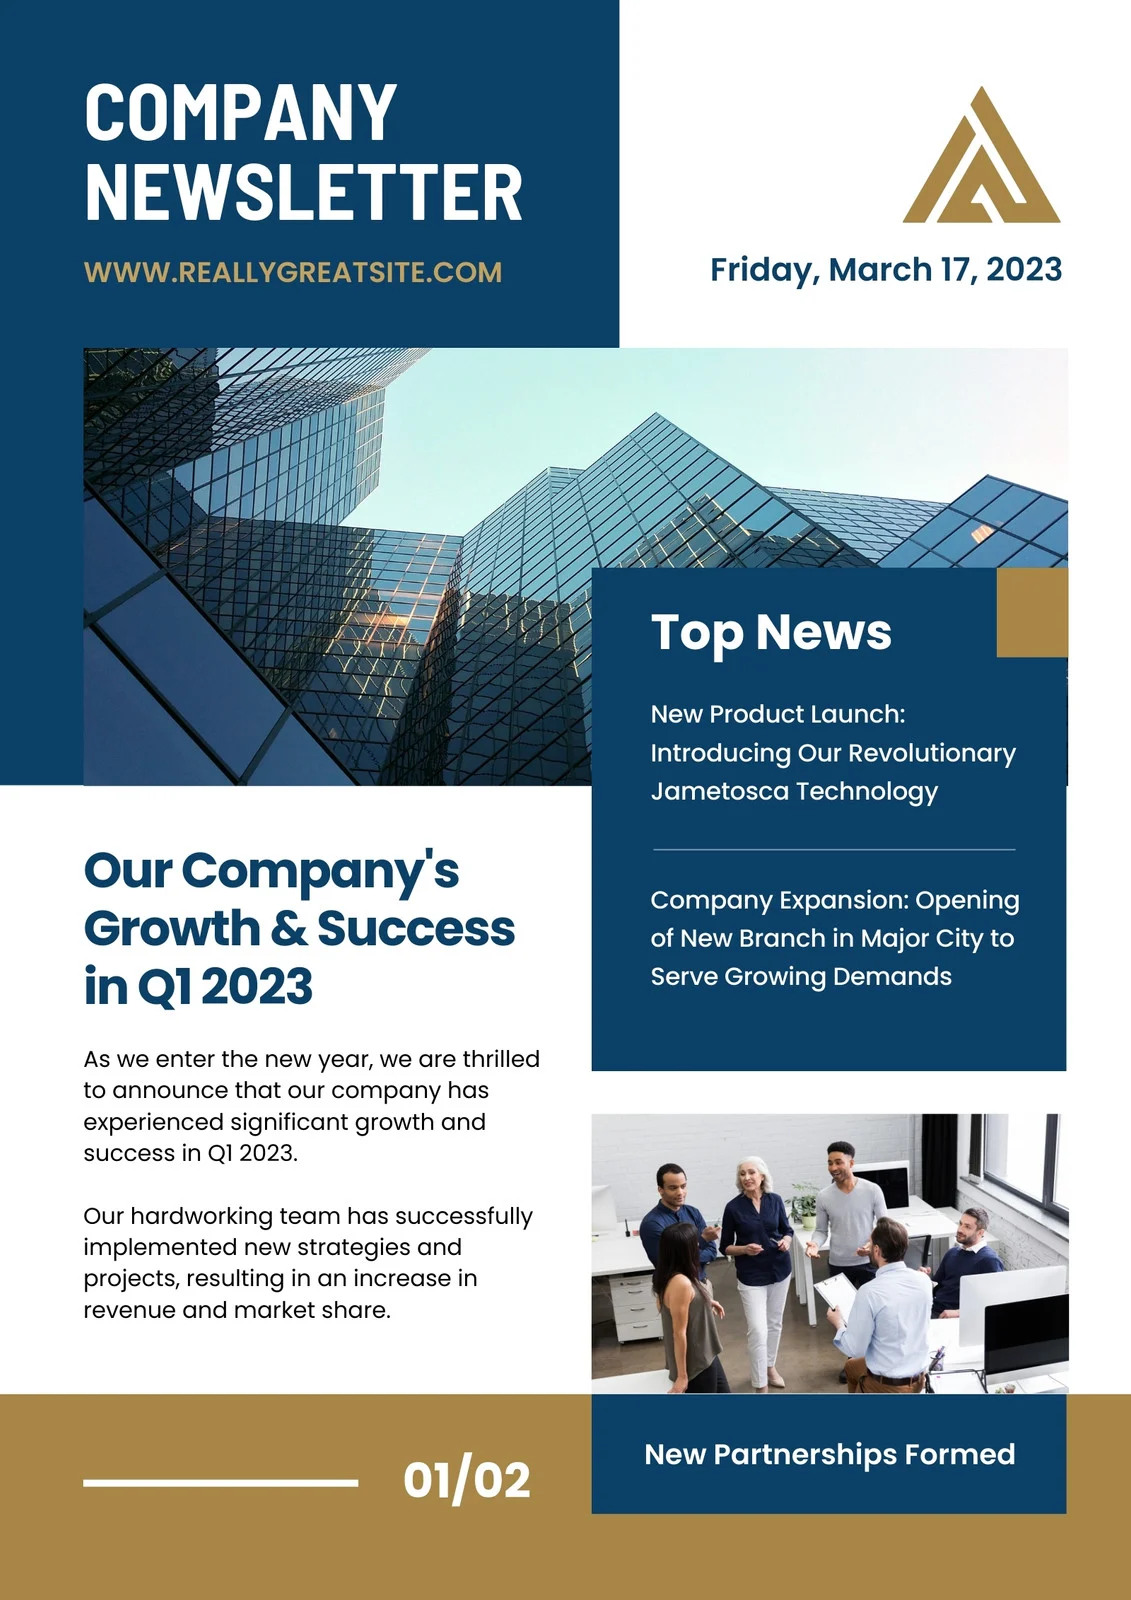 COMPANY
NEWSLETTER
WWW.REALLYGREATSITE.COM
Friday, March 17, 2023
Top News
New Product Launch:
Introducing Our Revolutionary
Jametosca Technology
Company Expansion: Opening
of New Branch in Major City to
Serve Growing Demands
Our Company's
Growth & Success
in Q1 2023
As we enter the new year, we are thrilled
to announce that our company has
experienced significant growth and
success in Q1 2023.
Our hardworking team has successfully
implemented new strategies and
projects, resulting in an increase in
revenue and market share.
New Partnerships Formed
01/02